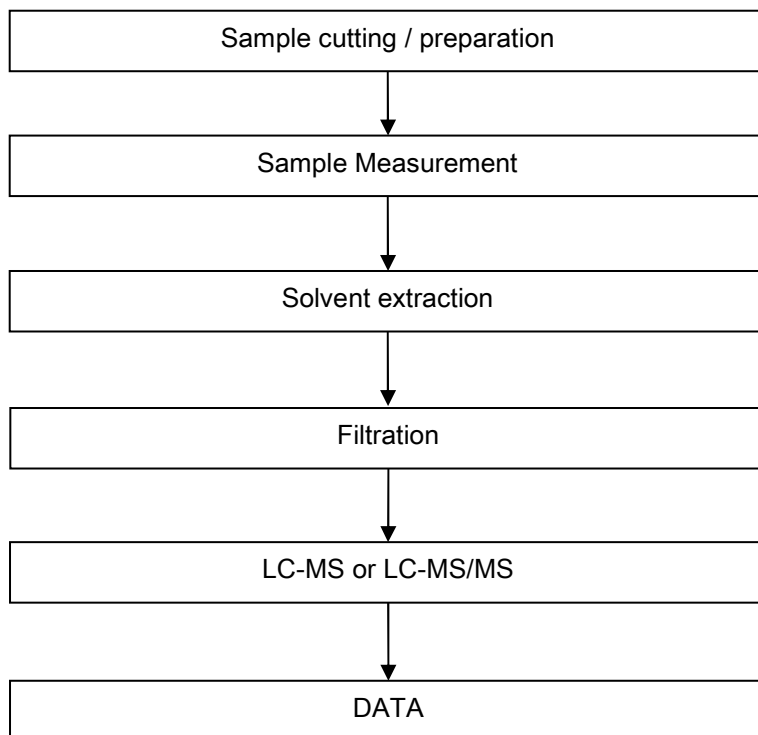 Sample cutting / preparation
Sample Measurement
Solvent extraction
Filtration
LC-MS or LC-MS/MS
DATA